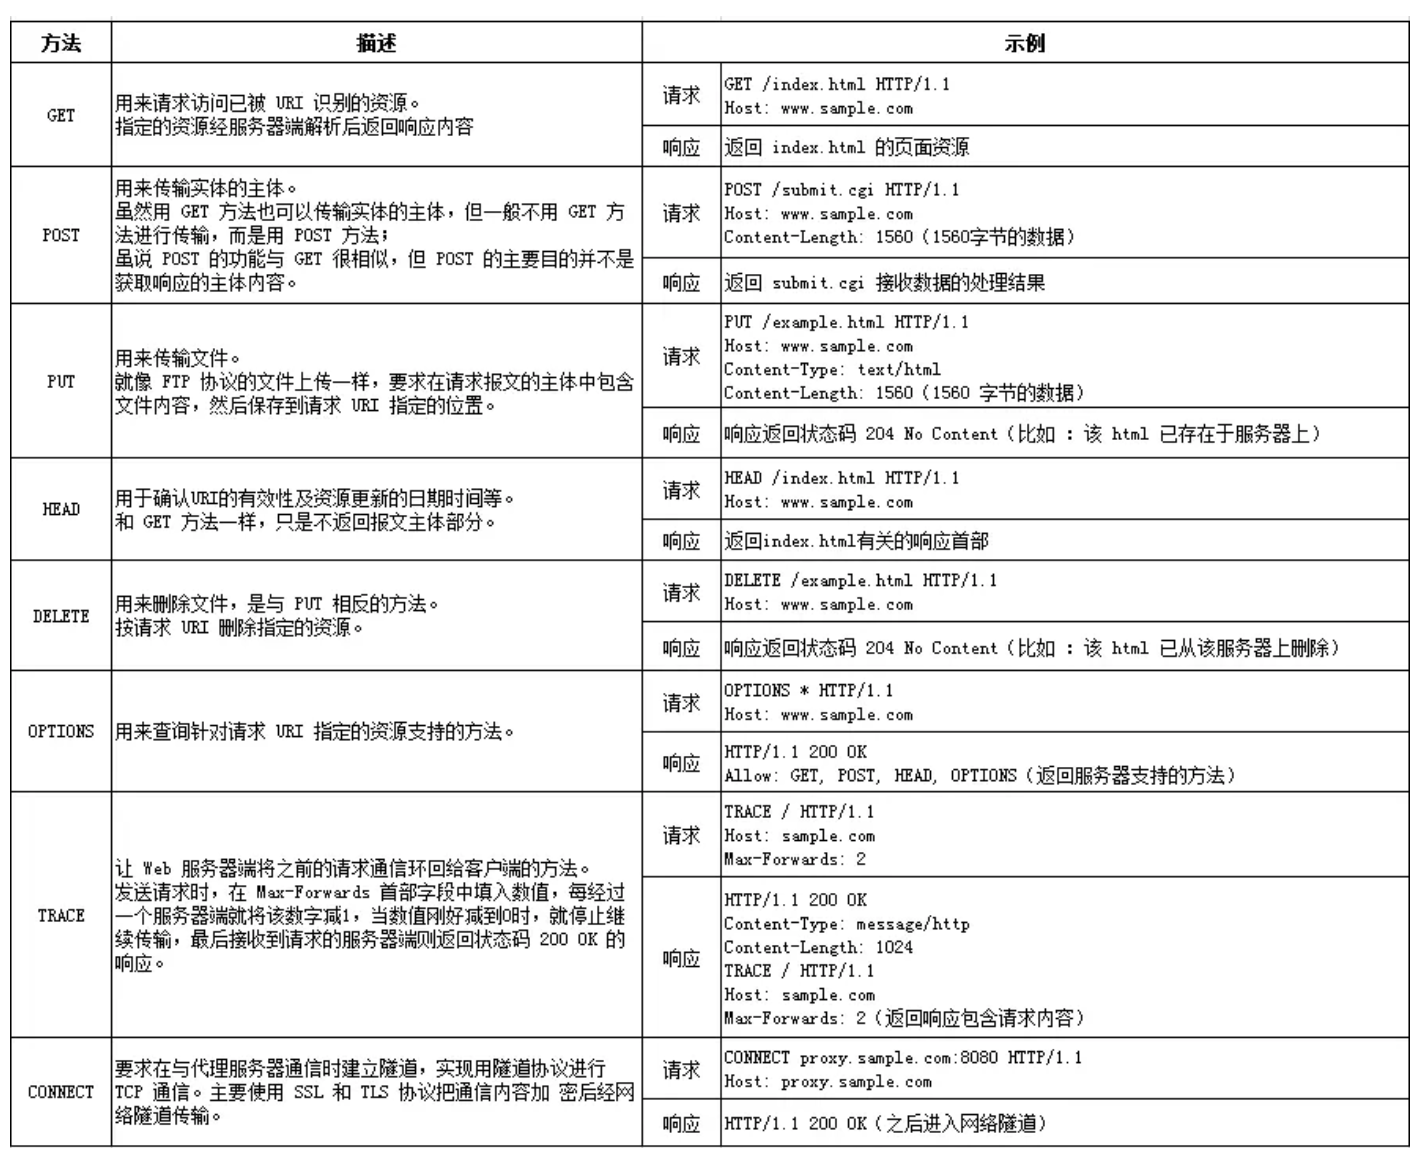 方法
描述
示例
GET
用来请求访问已被 URI 识别的资源。
指定的资源经服务器端解析后返回响应内容
请求
GET /index.html HTTP/1.1
Host: www.sample.com
响应
返回 index.html 的页面资源
POST
用来传输实体的主体。
虽然用 GET 方法也可以传输实体的主体，但一般不用 GET 方
法进行传输，而是用 POST 方法；
虽说 POST 的功能与 GET 很相似，但 POST 的主要目的并不是
获取响应的主体内容。
请求
POST /submit.cgi HTTP/1.1
Host: www.sample.com
Content-Length: 1560（1560字节的数据）
响应
返回 submit.cgi 接收数据的处理结果
PUT
用来传输文件。
就像 FTP 协议的文件上传一样，要求在请求报文的主体中包含
文件内容，然后保存到请求 URI 指定的位置。
请求
PUT /example.html HTTP/1.1
Host: www.sample.com
Content-Type: text/html
Content-Length: 1560（1560 字节的数据）
响应
响应返回状态码 204 No Content（比如 ：该 html 已存在于服务器上）
HEAD
用于确认URI的有效性及资源更新的日期时间等。
和 GET 方法一样，只是不返回报文主体部分。
请求
HEAD /index.html HTTP/1.1
Host: www.sample.com
响应
返回index.html有关的响应首部
DELETE
用来删除文件，是与 PUT 相反的方法。
按请求 URI 删除指定的资源。
请求
DELETE /example.html HTTP/1.1
Host: www.sample.com
响应
响应返回状态码 204 No Content（比如 ：该 html 已从该服务器上删除）
OPTIONS
用来查询针对请求 URI 指定的资源支持的方法。
请求
OPTIONS * HTTP/1.1
Host: www.sample.com
响应
HTTP/1.1 200 OK
Allow: GET, POST, HEAD, OPTIONS（返回服务器支持的方法）
TRACE
让 Web 服务器端将之前的请求通信环回给客户端的方法。
发送请求时，在 Max-Forwards 首部字段中填入数值，每经过
一个服务器端就将该数字减1，当数值刚好减到0时，就停止继
续传输，最后接收到请求的服务器端则返回状态码 200 OK 的
响应。
请求
TRACE / HTTP/1.1
Host: sample.com
Max-Forwards: 2
响应
HTTP/1.1 200 OK
Content-Type: message/http
Content-Length: 1024
TRACE / HTTP/1.1
Host: sample.com
Max-Forwards: 2（返回响应包含请求内容）
CONNECT
要求在与代理服务器通信时建立隧道，实现用隧道协议进行
TCP 通信。主要使用 SSL 和 TLS 协议把通信内容加 密后经网
络隧道传输。
请求
CONNECT proxy.sample.com:8080 HTTP/1.1
Host: proxy.sample.com
响应
HTTP/1.1 200 OK（之后进入网络隧道）